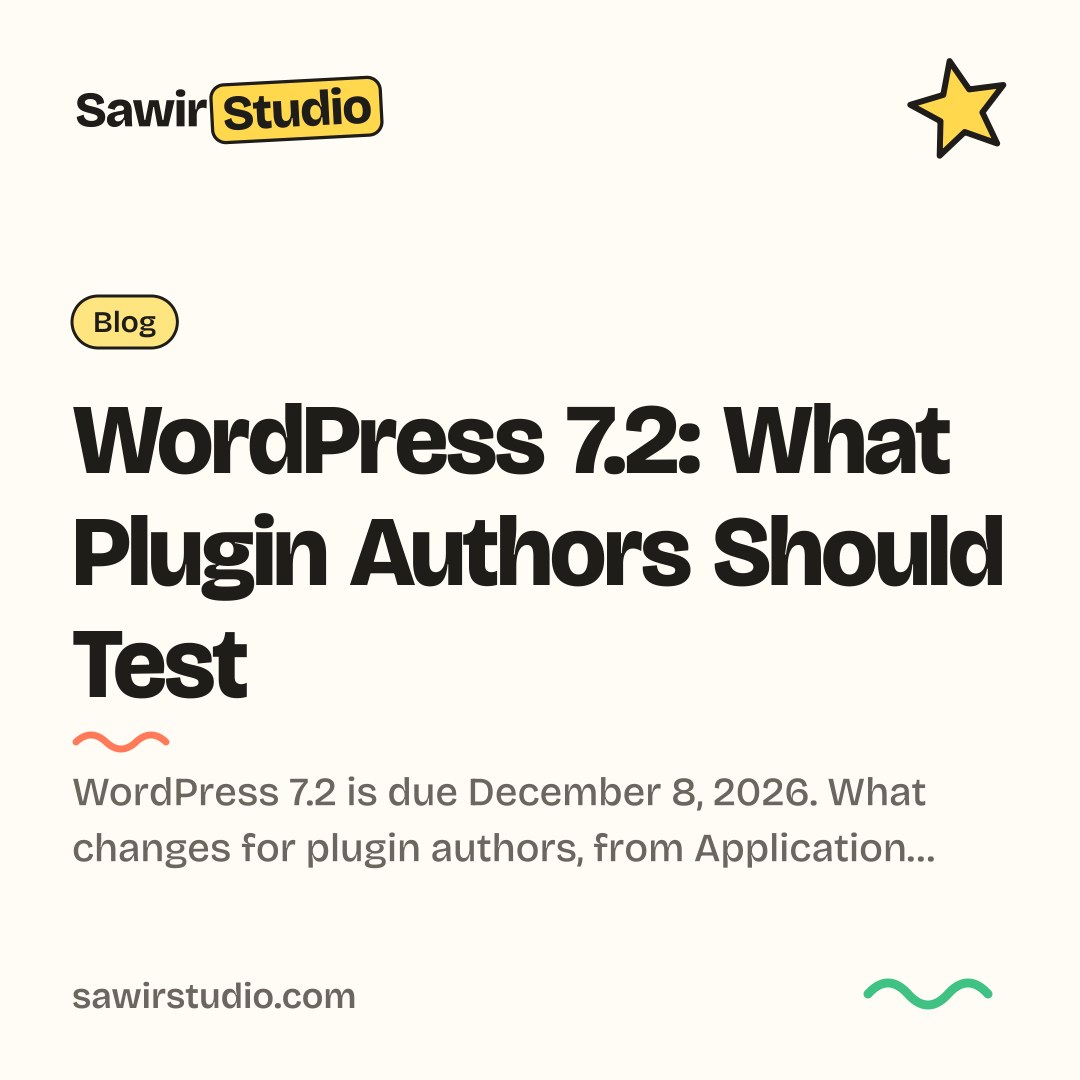 Sawir Studio
Blog
WordPress 7.2: What
Plugin Authors Should
Test
WordPress 7.2 is due December 8, 2026. What
changes for plugin authors, from Application...
sawirstudio.com